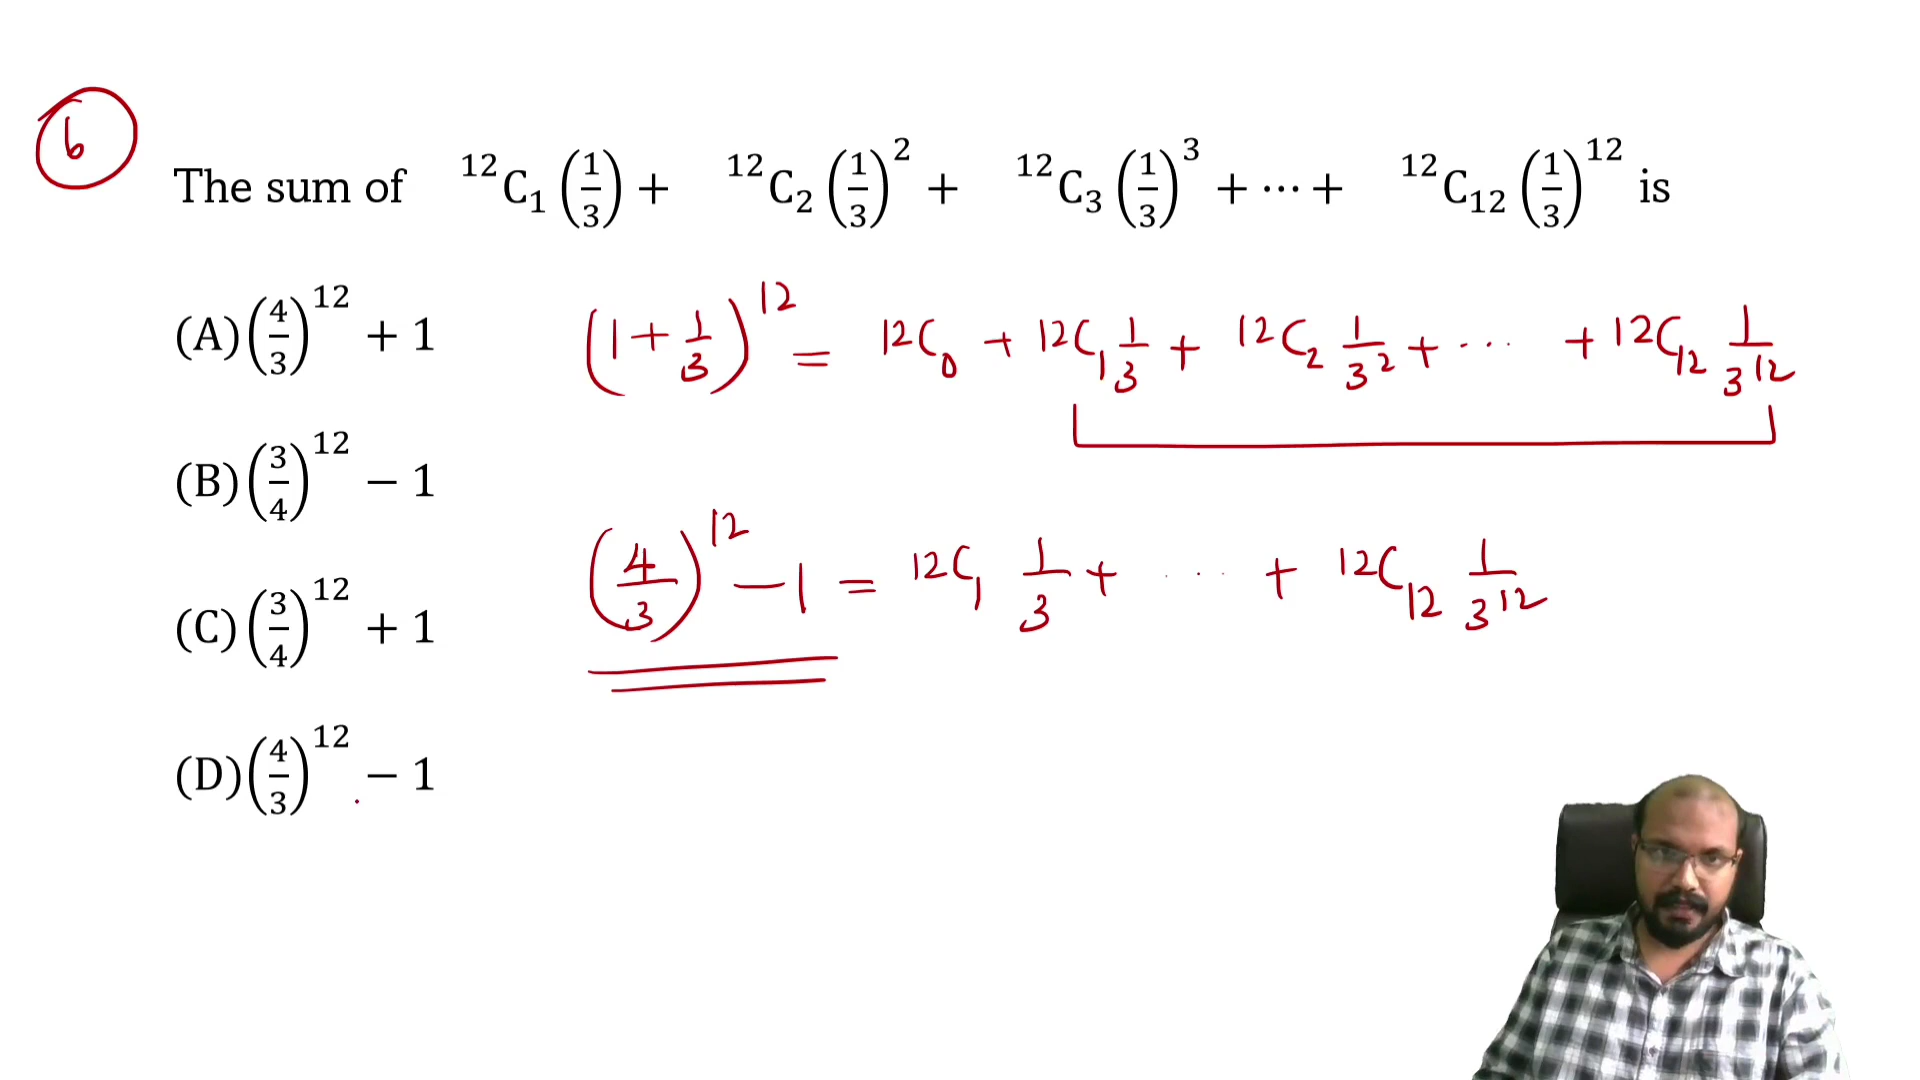 6
The sum of ¹²C₁(1/3) + ¹²C₂(1/3)² + ¹²C₃(1/3)³ + ⋯ + ¹²C₁₂(1/3)¹² is
(A)(4/3)¹² + 1
(1 + 1/3)¹² = 12C₀ + 12C₁ 1/3 + 12C₂ 1/3² + ... + 12C₁₂ 1/3¹²
(B)(3/4)¹² − 1
(4/3)¹² − 1 = 12C₁ 1/3 + ... + 12C₁₂ 1/3¹²
(C)(3/4)¹² + 1
(D)(4/3)¹² − 1